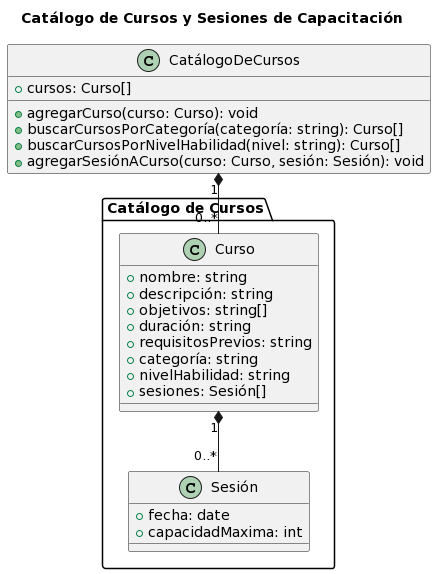 Catálogo de Cursos y Sesiones de Capacitación
C CatálogoDeCursos
cursos: Curso[]
agregarCurso(curso: Curso): void
buscarCursosPorCategoría(categoría: string): Curso[]
buscarCursosPorNivelHabilidad(nivel: string): Curso[]
agregarSesiónACurso(curso: Curso, sesión: Sesión): void
1
Catálogo de Cursos
0..*
C Curso
nombre: string
descripción: string
objetivos: string[]
duración: string
requisitosPrevios: string
categoría: string
nivelHabilidad: string
sesiones: Sesión[]
1
0..*
C Sesión
fecha: date
capacidadMaxima: int